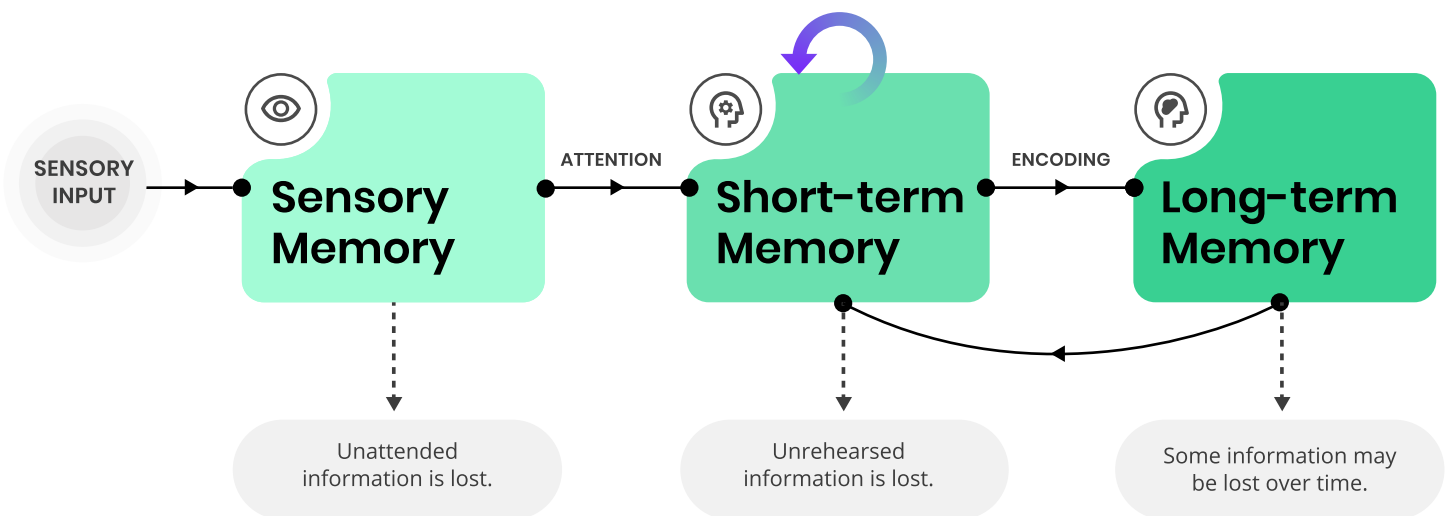 SENSORY
INPUT
Sensory
Memory
ATTENTION
Short-term
Memory
ENCODING
Long-term
Memory
Unattended
information is lost.
Unrehearsed
information is lost.
Some information may
be lost over time.